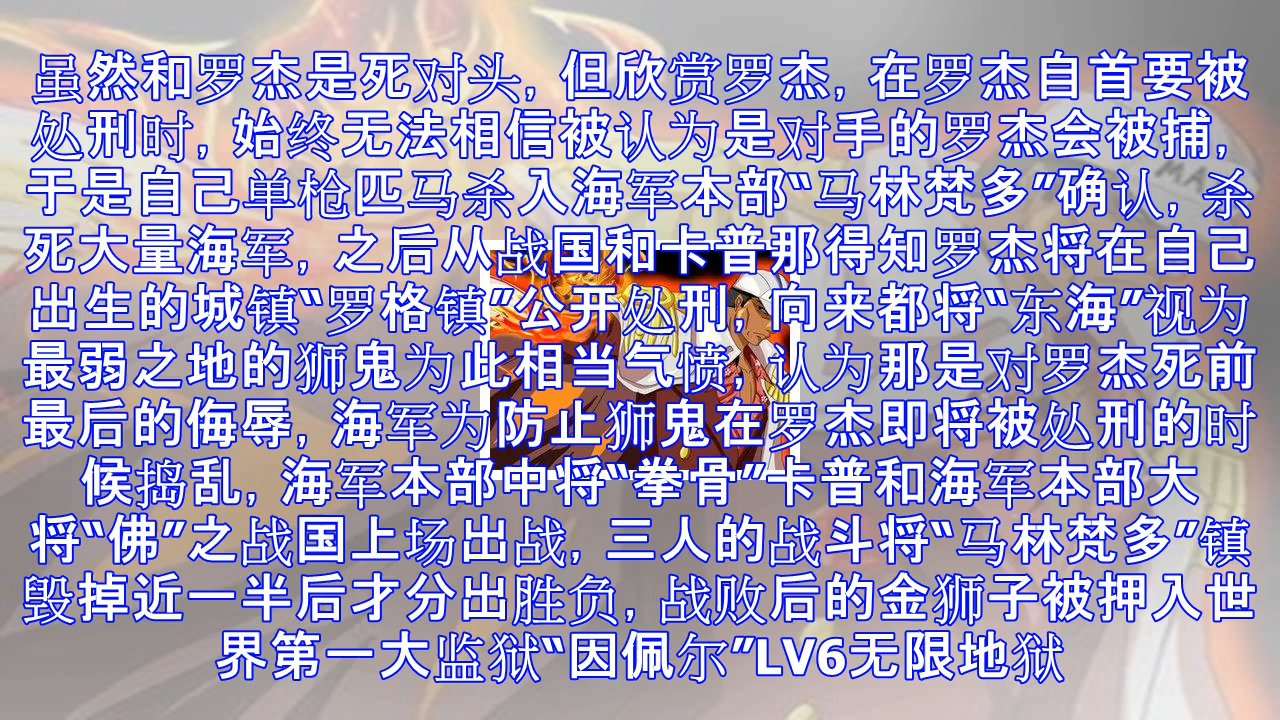 虽然和罗杰是死对头, 但欣赏罗杰, 在罗杰自首要被
处刑时, 始终无法相信被认为是对手的罗杰会被捕,
于是自己单枪匹马杀入海军本部“马林梵多”确认, 杀
死大量海军, 之后从战国和卡普那得知罗杰将在自己
出生的城镇“罗格镇”公开处刑, 向来都将“东海”视为
最弱之地的狮鬼为此相当气愤, 认为那是对罗杰死前
最后的侮辱, 海军为防止狮鬼在罗杰即将被处刑的时
候捣乱, 海军本部中将“拳骨”卡普和海军本部大
将“佛”之战国上场出战, 三人的战斗将“马林梵多”镇
毁掉近一半后才分出胜负, 战败后的金狮子被押入世
界第一大监狱“因佩尔”LV6无限地狱